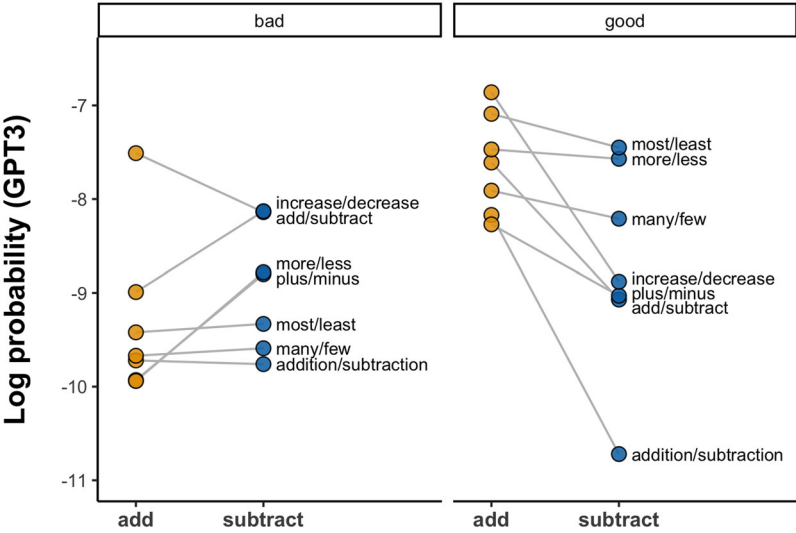 bad
good
Log probability (GPT3)
-7
-8
-9
-10
-11
increase/decrease
add/subtract
more/less
plus/minus
most/least
many/few
addition/subtraction
most/least
more/less
many/few
increase/decrease
plus/minus
add/subtract
addition/subtraction
add
subtract
add
subtract